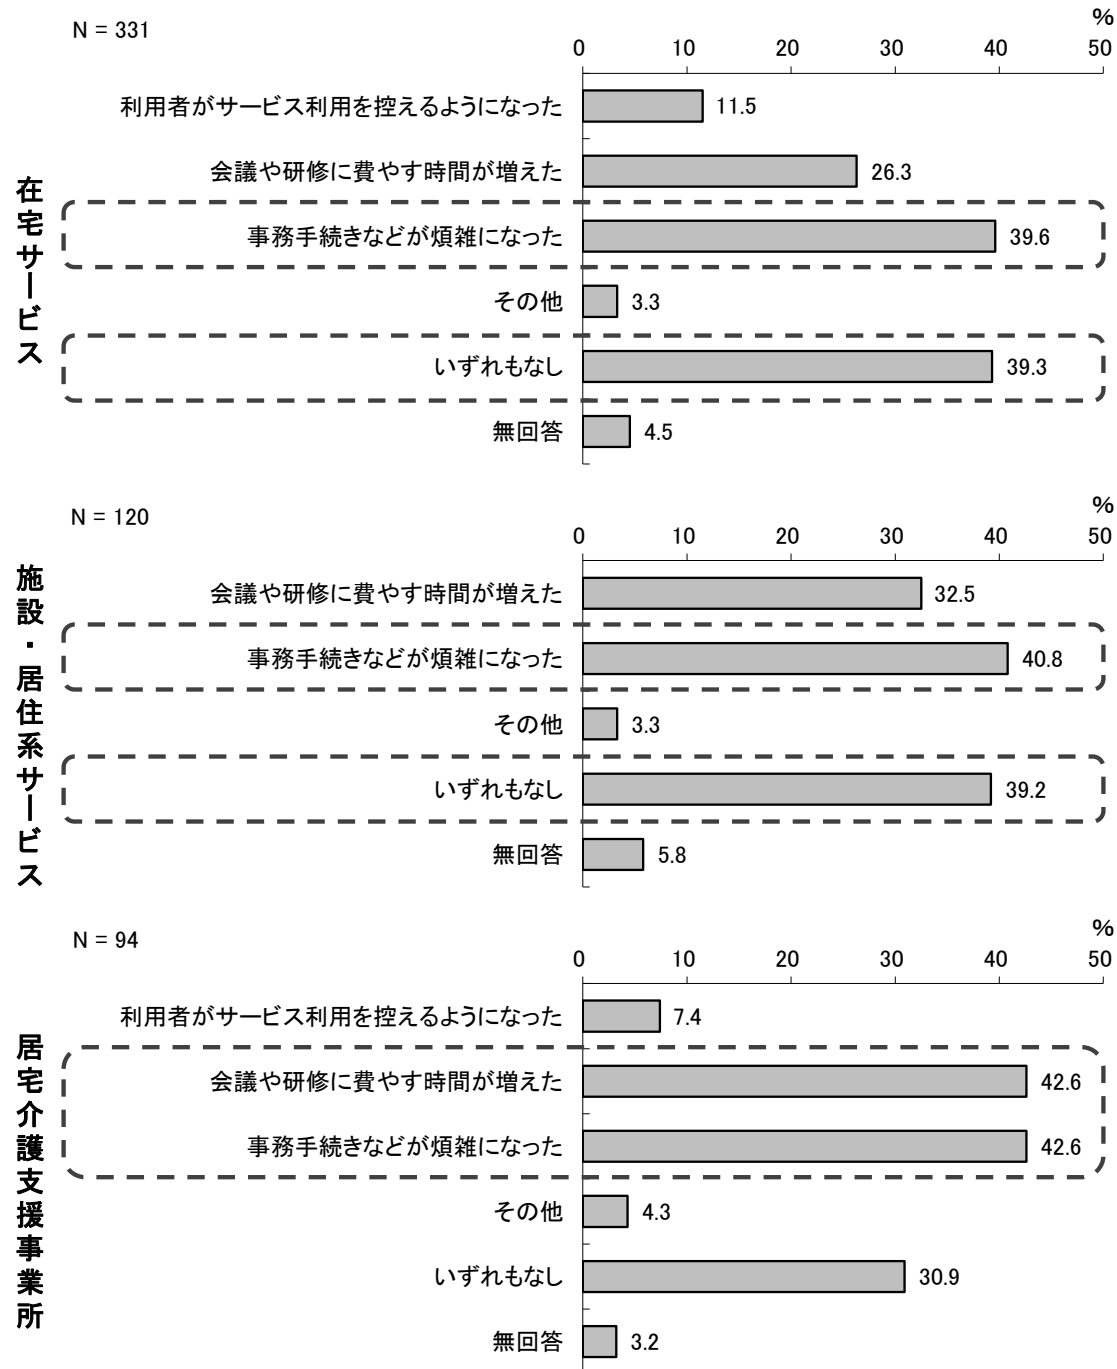 N = 331
%
0 10 20 30 40 50
在宅サービス
利用者がサービス利用を控えるようになった 11.5
会議や研修に費やす時間が増えた 26.3
事務手続きなどが煩雑になった 39.6
その他 3.3
いずれもなし 39.3
無回答 4.5
N = 120
%
0 10 20 30 40 50
施設・居住系サービス
会議や研修に費やす時間が増えた 32.5
事務手続きなどが煩雑になった 40.8
その他 3.3
いずれもなし 39.2
無回答 5.8
N = 94
%
0 10 20 30 40 50
居宅介護支援事業所
利用者がサービス利用を控えるようになった 7.4
会議や研修に費やす時間が増えた 42.6
事務手続きなどが煩雑になった 42.6
その他 4.3
いずれもなし 30.9
無回答 3.2